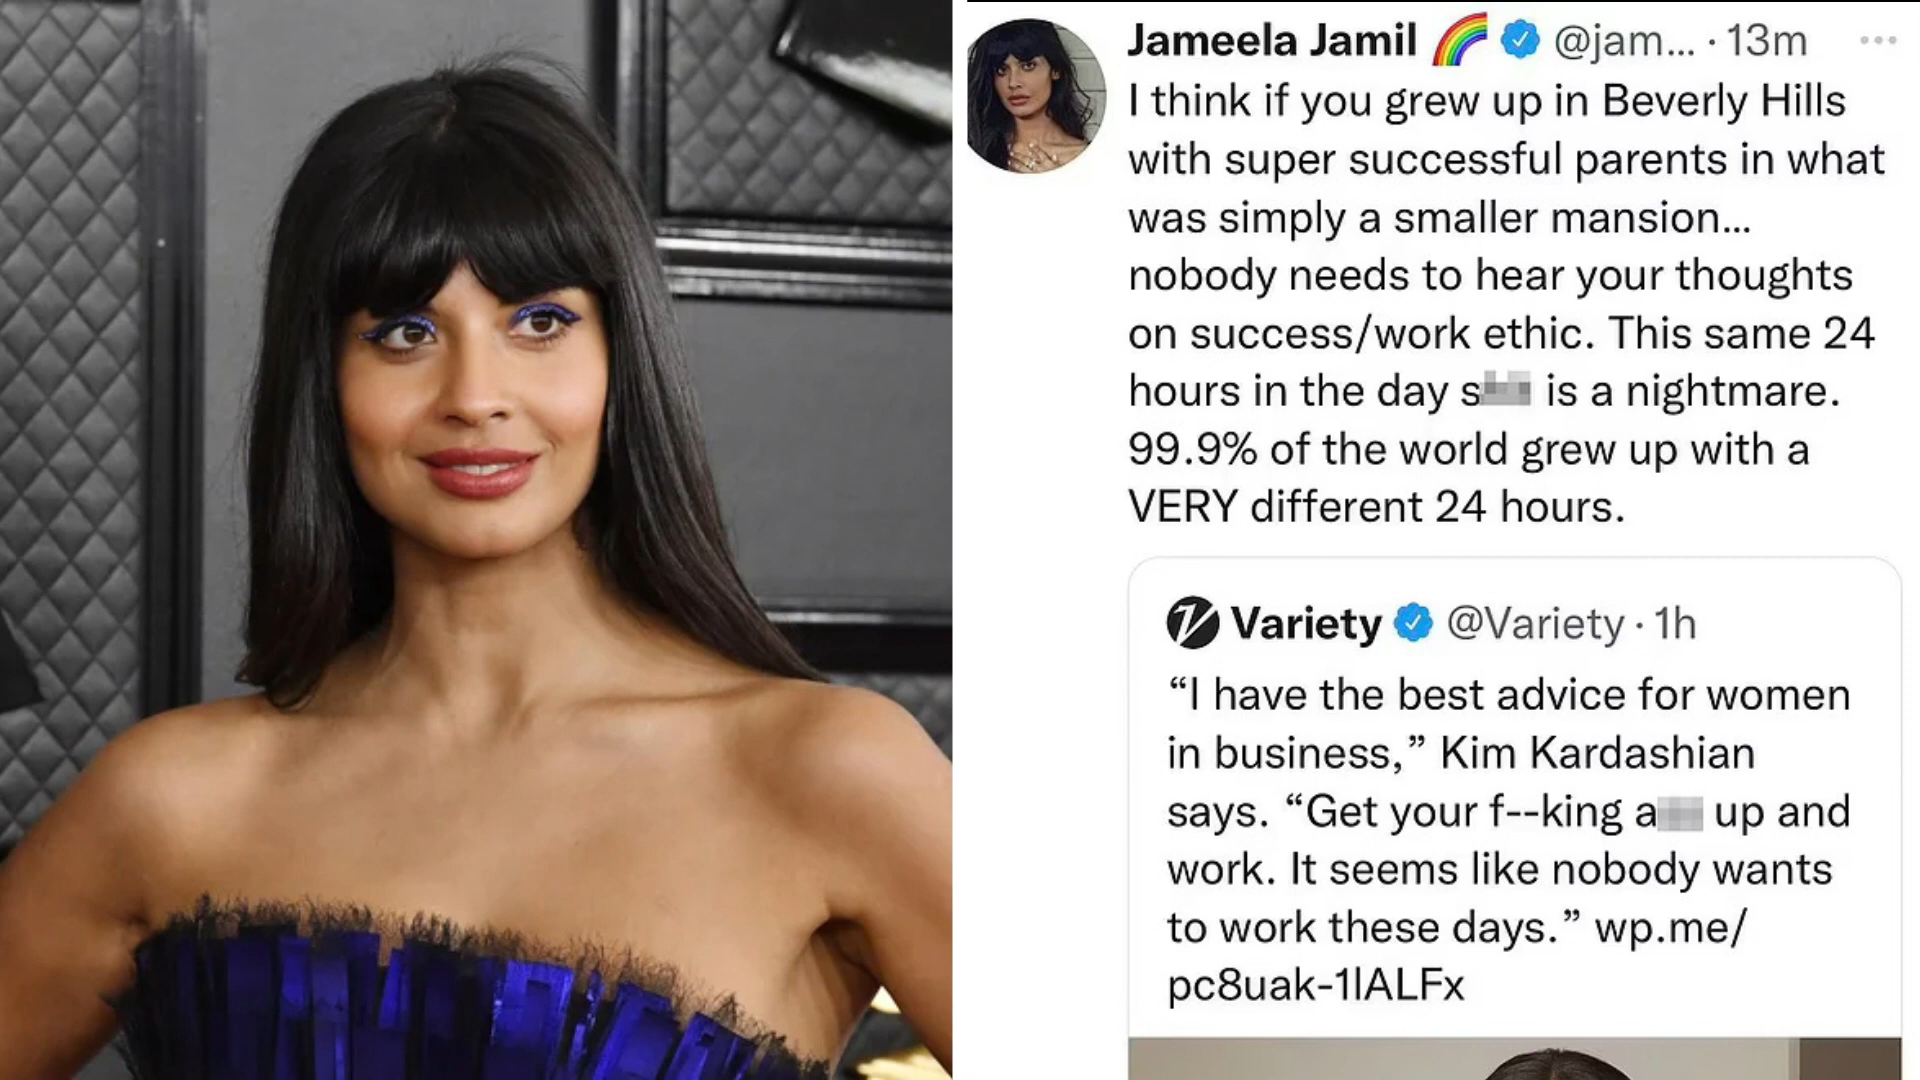 Jameela Jamil 🌈 @jam... · 13m
I think if you grew up in Beverly Hills
with super successful parents in what
was simply a smaller mansion...
nobody needs to hear your thoughts
on success/work ethic. This same 24
hours in the day s is a nightmare.
99.9% of the world grew up with a
VERY different 24 hours.
Variety @Variety · 1h
“I have the best advice for women
in business,” Kim Kardashian
says. “Get your f--king a up and
work. It seems like nobody wants
to work these days.” wp.me/
pc8uak-1lALFx